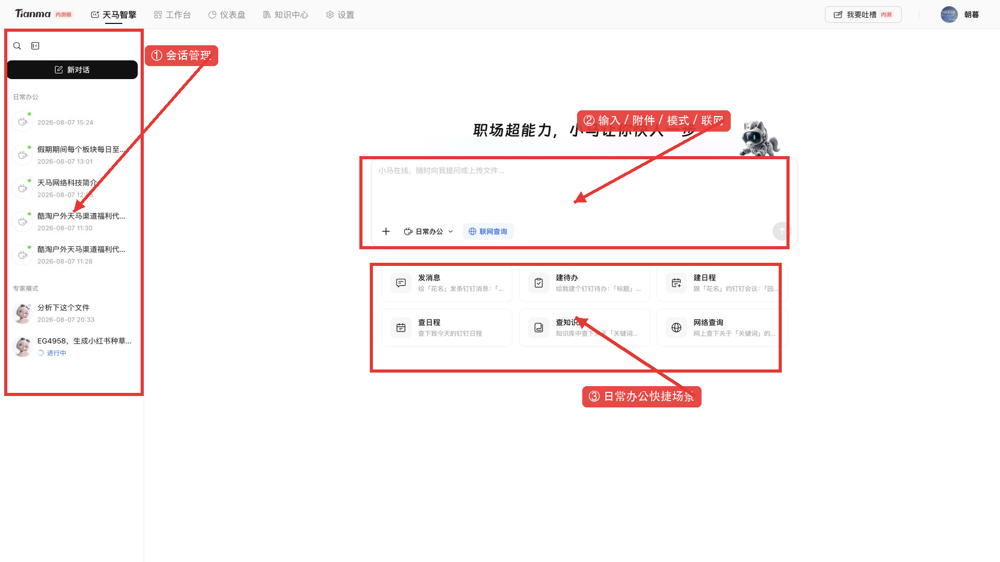 Tianma 内测版 天马智擎 工作台 仪表盘 知识中心 设置 我要吐槽 内测 朝暮
① 会话管理
新对话
日常办公
2026-08-07 15:24
假期期间每个板块每日至...
2026-08-07 13:01
天马网络科技简介
2026-08-07 12:
酷淘户外天马渠道福利代...
2026-08-07 11:30
酷淘户外天马渠道福利代...
2026-08-07 11:28
专家模式
分析下这个文件
2026-08-07 20:33
EG4958，生成小红书种草...
进行中
② 输入 / 附件 / 模式 / 联网
职场超能力，小马让你快人一步
小马在线，随时向我提问或上传文件...
日常办公 联网查询
发消息
给「花名」发条钉钉消息：「...
建待办
给我建个钉钉待办：「标题」...
建日程
跟「花名」约钉钉会议：「园...
查日程
查下我今天的钉钉日程
查知识
知识库中查下关于「关键词...
网络查询
网上查下关于「关键词」的...
③ 日常办公快捷场景